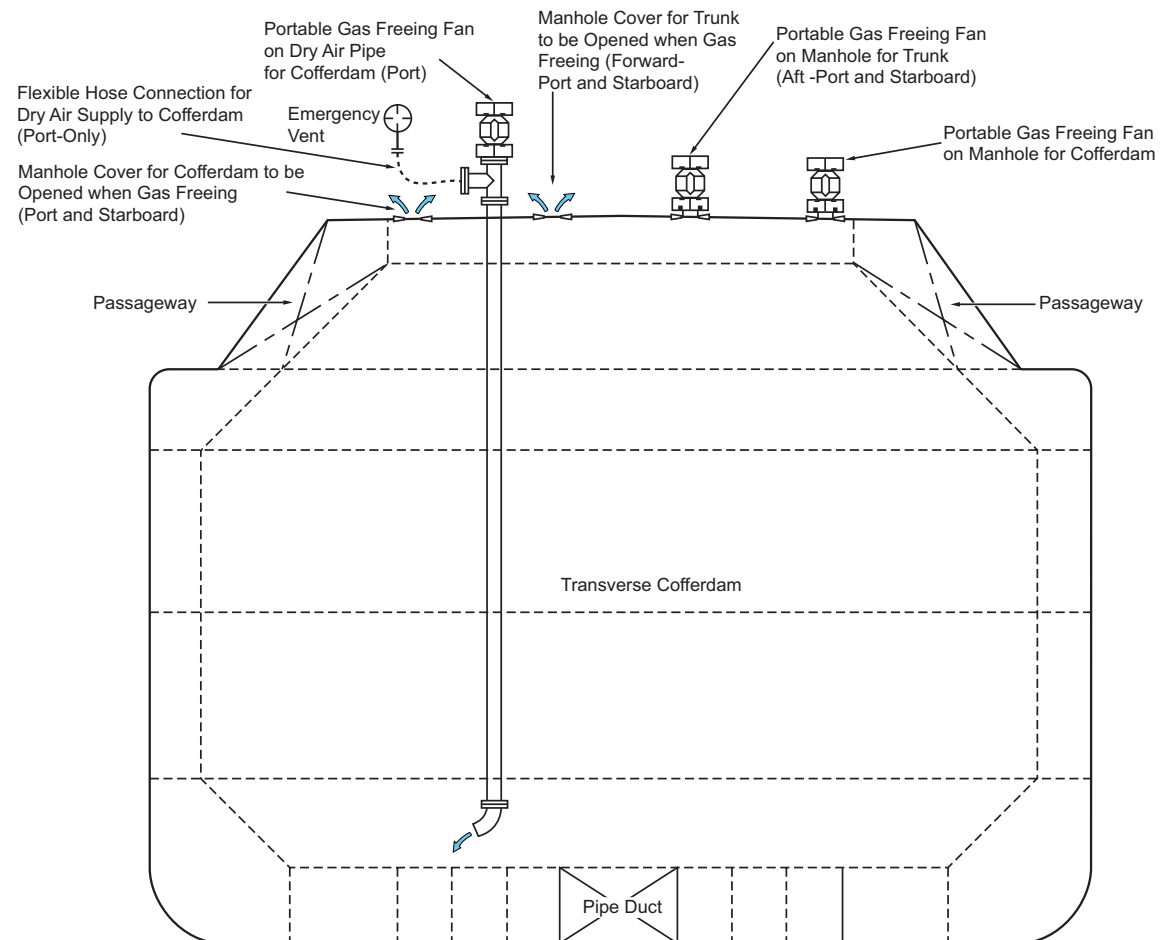 Portable Gas Freeing Fan
on Dry Air Pipe
for Cofferdam (Port)
Manhole Cover for Trunk
to be Opened when Gas
Freeing (Forward-
Port and Starboard)
Portable Gas Freeing Fan
on Manhole for Trunk
(Aft -Port and Starboard)
Flexible Hose Connection for
Dry Air Supply to Cofferdam
(Port-Only)
Emergency
Vent
Portable Gas Freeing Fan
on Manhole for Cofferdam
Manhole Cover for Cofferdam to be
Opened when Gas Freeing
(Port and Starboard)
Passageway
Passageway
Transverse Cofferdam
Pipe Duct